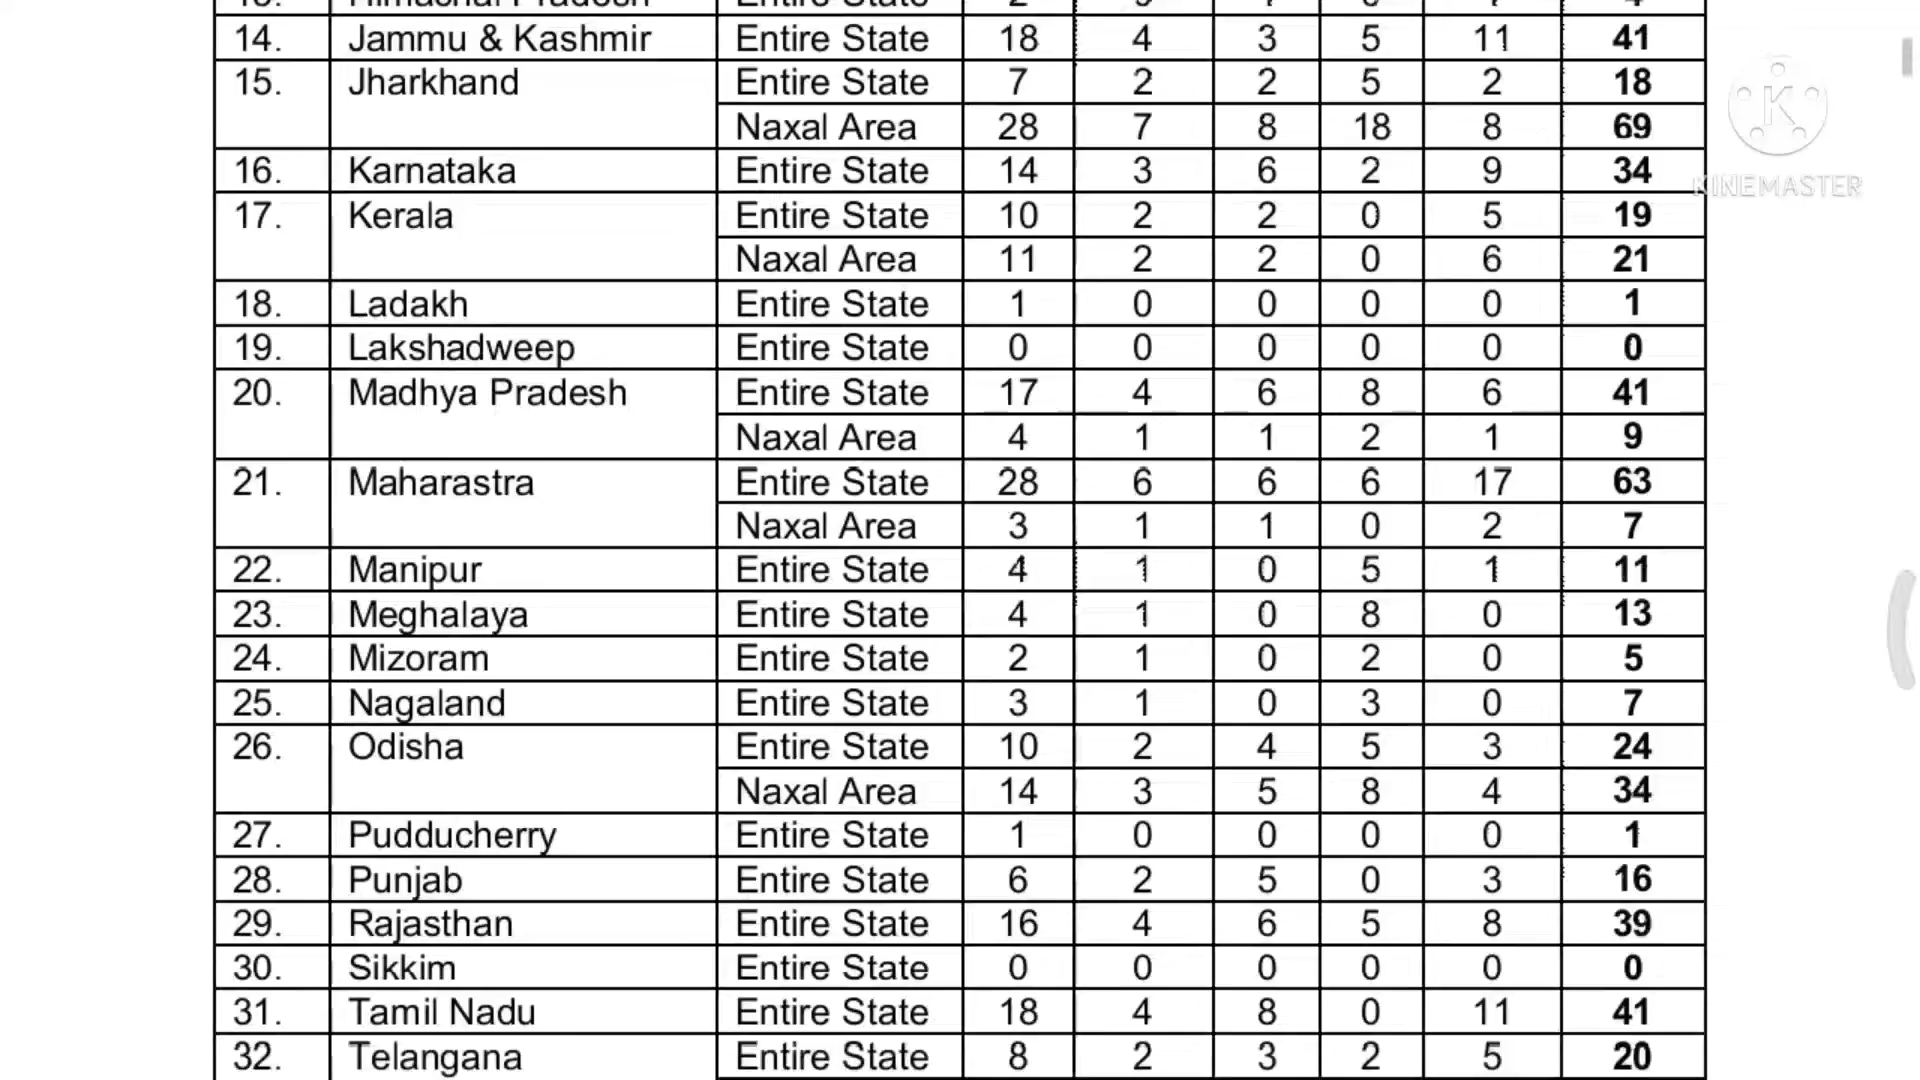 14. Jammu & Kashmir Entire State 18 4 3 5 11 41
15. Jharkhand Entire State 7 2 2 5 2 18
Naxal Area 28 7 8 18 8 69
16. Karnataka Entire State 14 3 6 2 9 34
17. Kerala Entire State 10 2 2 0 5 19
Naxal Area 11 2 2 0 6 21
18. Ladakh Entire State 1 0 0 0 0 1
19. Lakshadweep Entire State 0 0 0 0 0 0
20. Madhya Pradesh Entire State 17 4 6 8 6 41
Naxal Area 4 1 1 2 1 9
21. Maharastra Entire State 28 6 6 6 17 63
Naxal Area 3 1 1 0 2 7
22. Manipur Entire State 4 1 0 5 1 11
23. Meghalaya Entire State 4 1 0 8 0 13
24. Mizoram Entire State 2 1 0 2 0 5
25. Nagaland Entire State 3 1 0 3 0 7
26. Odisha Entire State 10 2 4 5 3 24
Naxal Area 14 3 5 8 4 34
27. Pudducherry Entire State 1 0 0 0 0 1
28. Punjab Entire State 6 2 5 0 3 16
29. Rajasthan Entire State 16 4 6 5 8 39
30. Sikkim Entire State 0 0 0 0 0 0
31. Tamil Nadu Entire State 18 4 8 0 11 41
32. Telangana Entire State 8 2 3 2 5 20
K
KINEMASTER